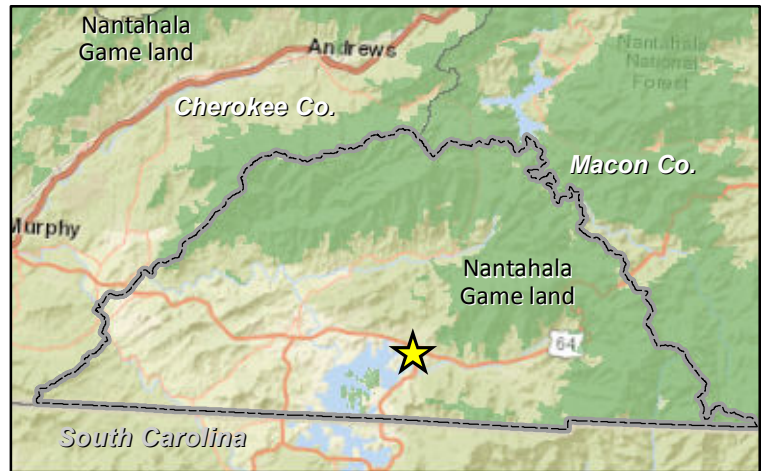 Nantahala
Game land
Andrews
Nantahala
National
Forest
Cherokee Co.
Macon Co.
Murphy
Nantahala
Game land
64
South Carolina